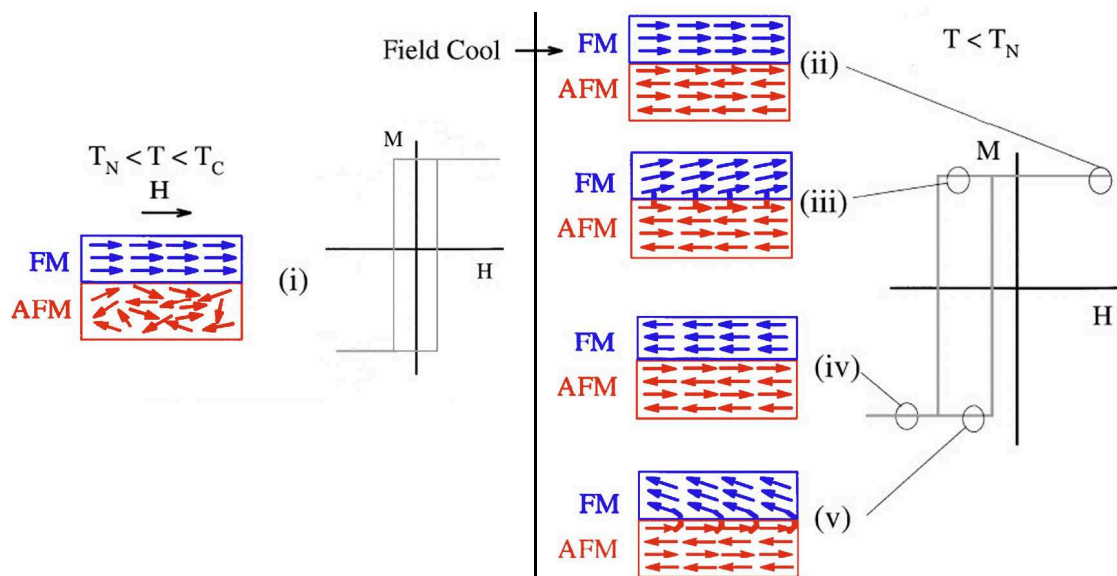 T_N < T < T_C
H
FM
AFM
(i)
M
H
Field Cool
FM
AFM
(ii)
T < T_N
FM
AFM
(iii)
M
H
FM
AFM
(iv)
FM
AFM
(v)